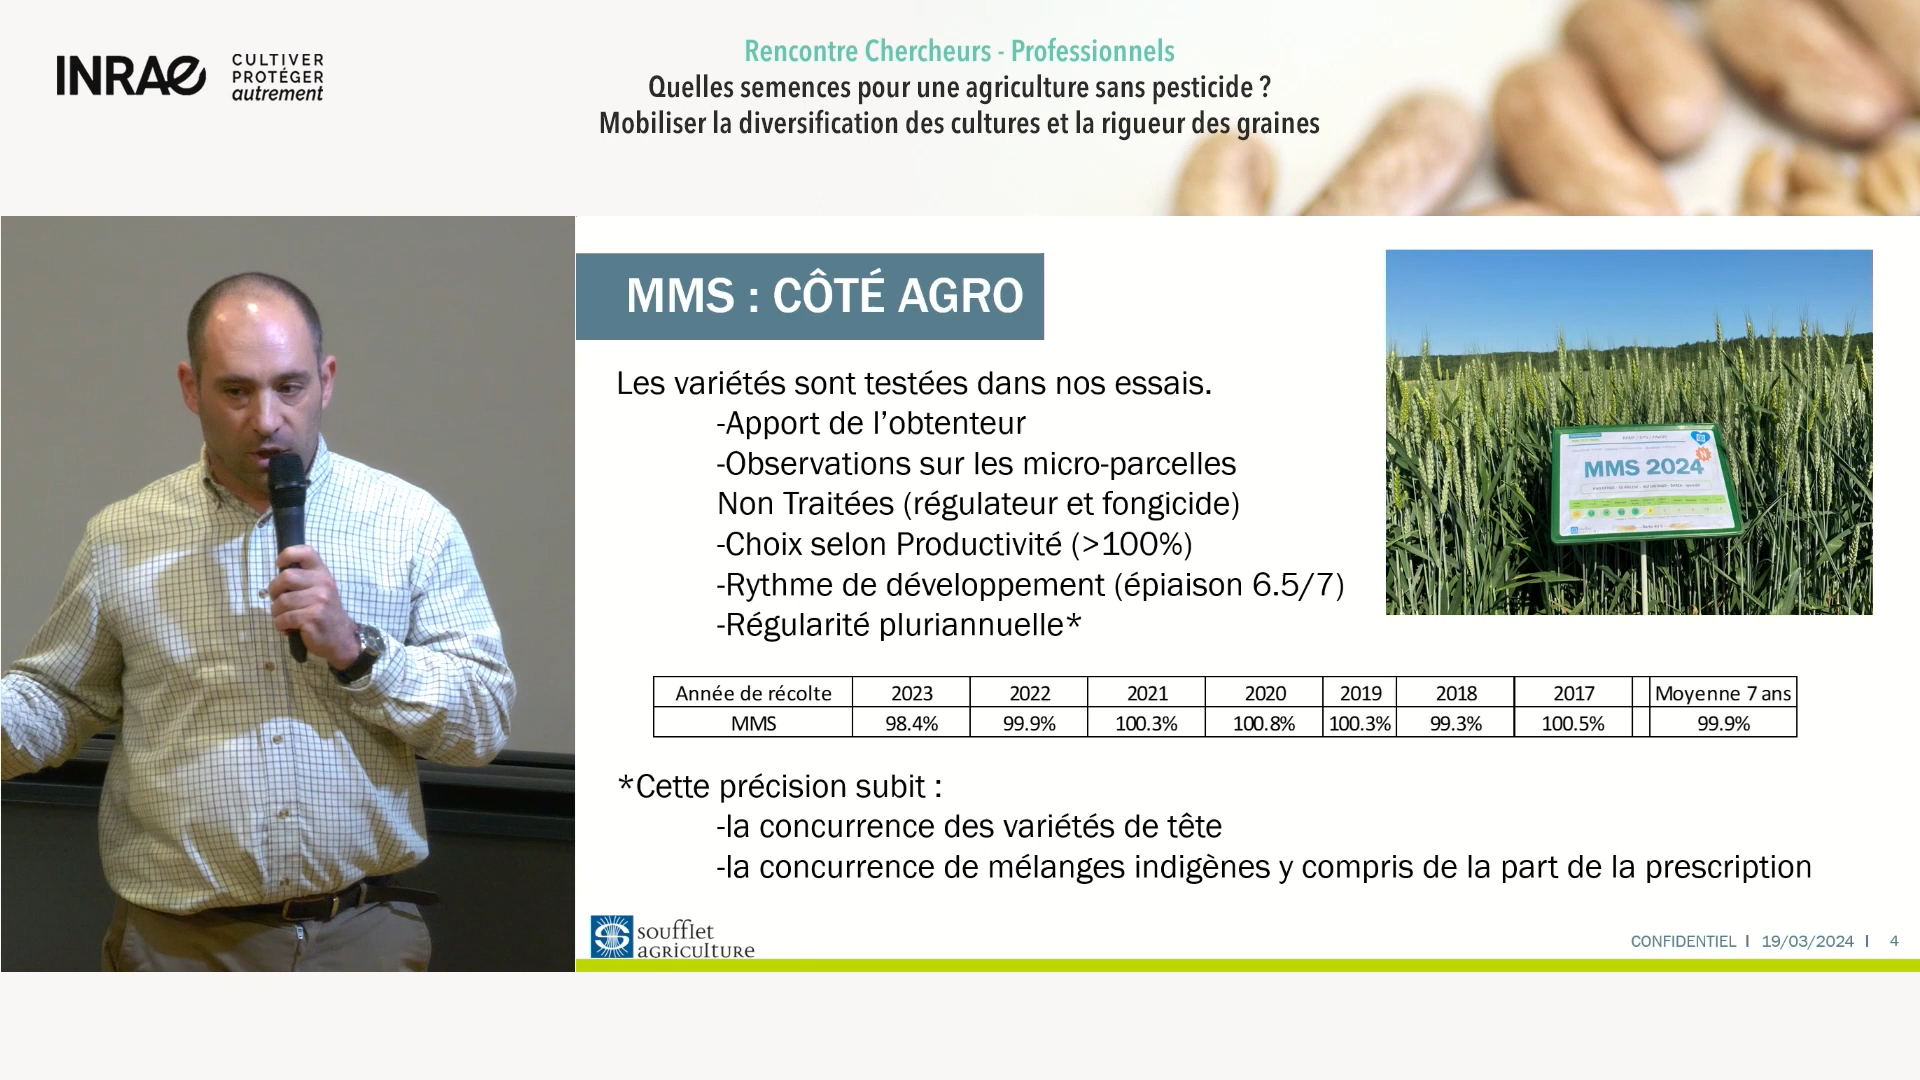 INRAE
CULTIVER
PROTÉGER
autrement
Rencontre Chercheurs - Professionnels
Quelles semences pour une agriculture sans pesticide ?
Mobiliser la diversification des cultures et la rigueur des graines
MMS : CÔTÉ AGRO
Les variétés sont testées dans nos essais.
-Apport de l’obtenteur
-Observations sur les micro-parcelles
Non Traitées (régulateur et fongicide)
-Choix selon Productivité (>100%)
-Rythme de développement (épiaison 6.5/7)
-Régularité pluriannuelle*
MMS 2024
Année de récolte 2023 2022 2021 2020 2019 2018 2017 Moyenne 7 ans
MMS 98.4% 99.9% 100.3% 100.8% 100.3% 99.3% 100.5% 99.9%
*Cette précision subit :
-la concurrence des variétés de tête
-la concurrence de mélanges indigènes y compris de la part de la prescription
soufflet
agriculture
CONFIDENTIEL I 19/03/2024 I 4